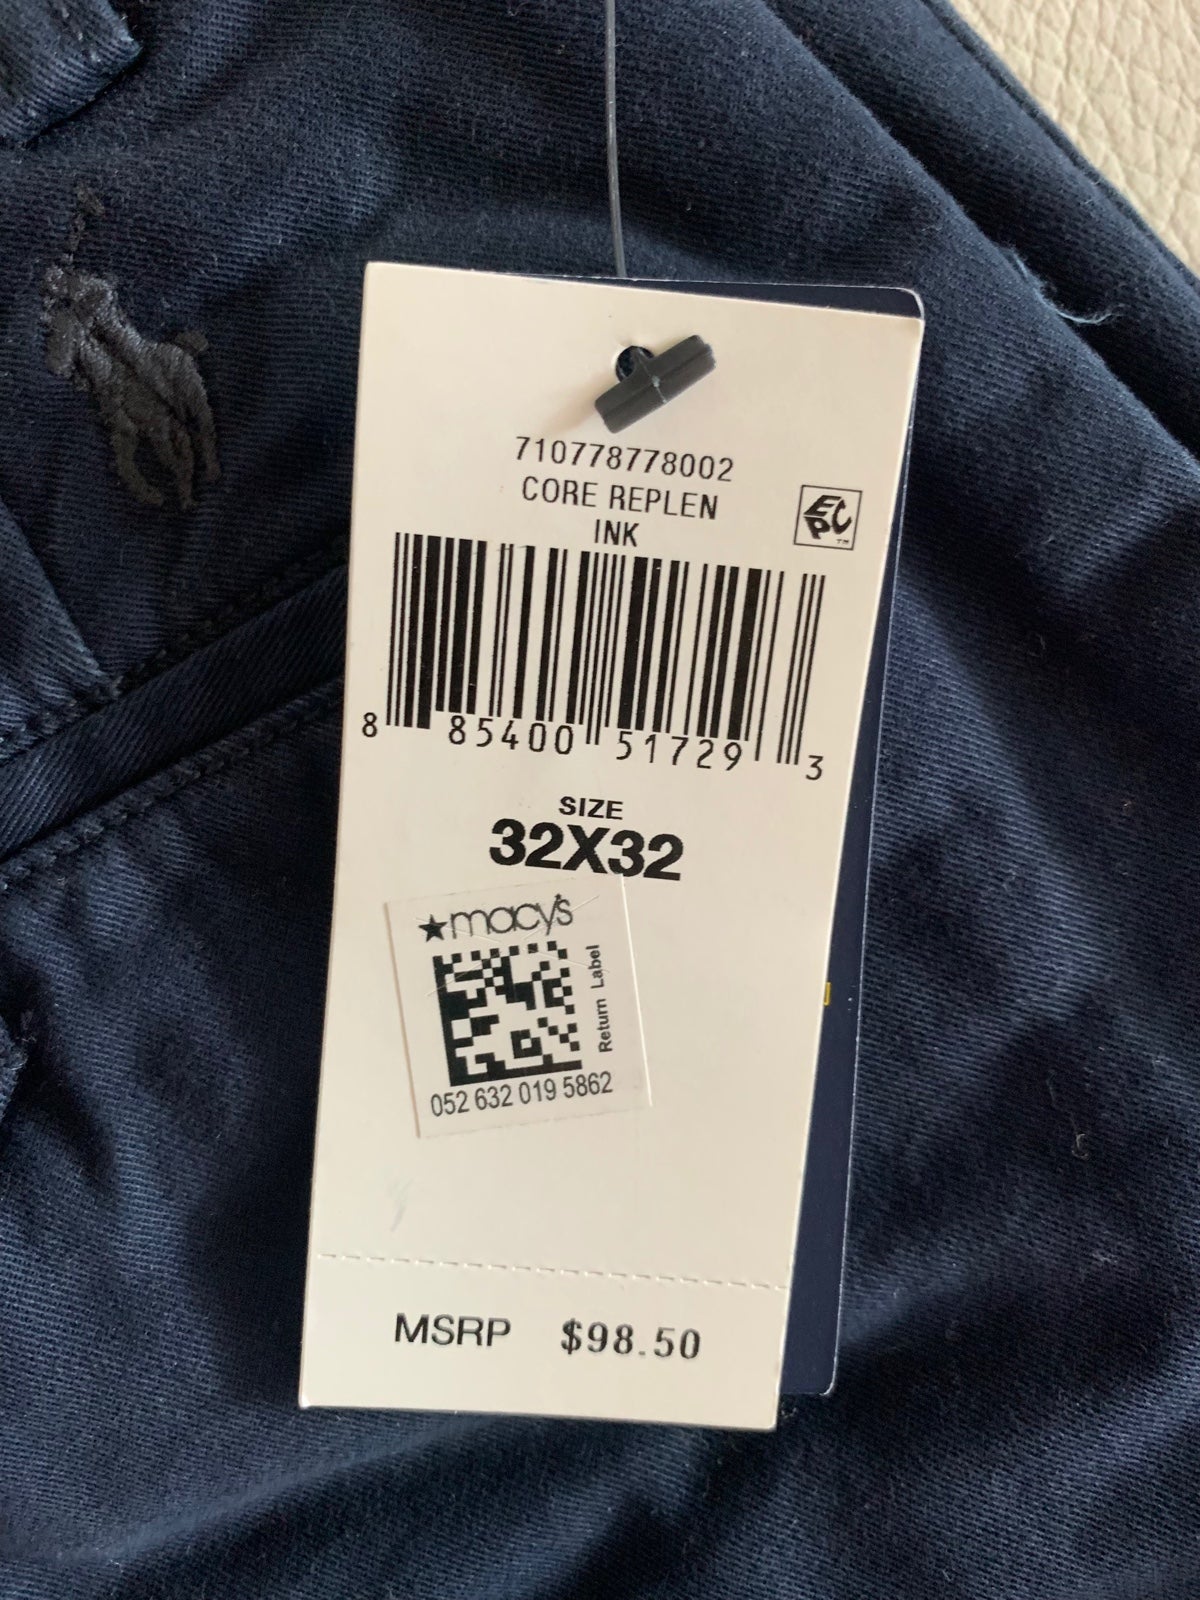 710778778002
CORE REPLEN
INK
EPC™
8 85400 51729 3
SIZE
32X32
★macy's
Return Label
052 632 019 5862
MSRP $98.50